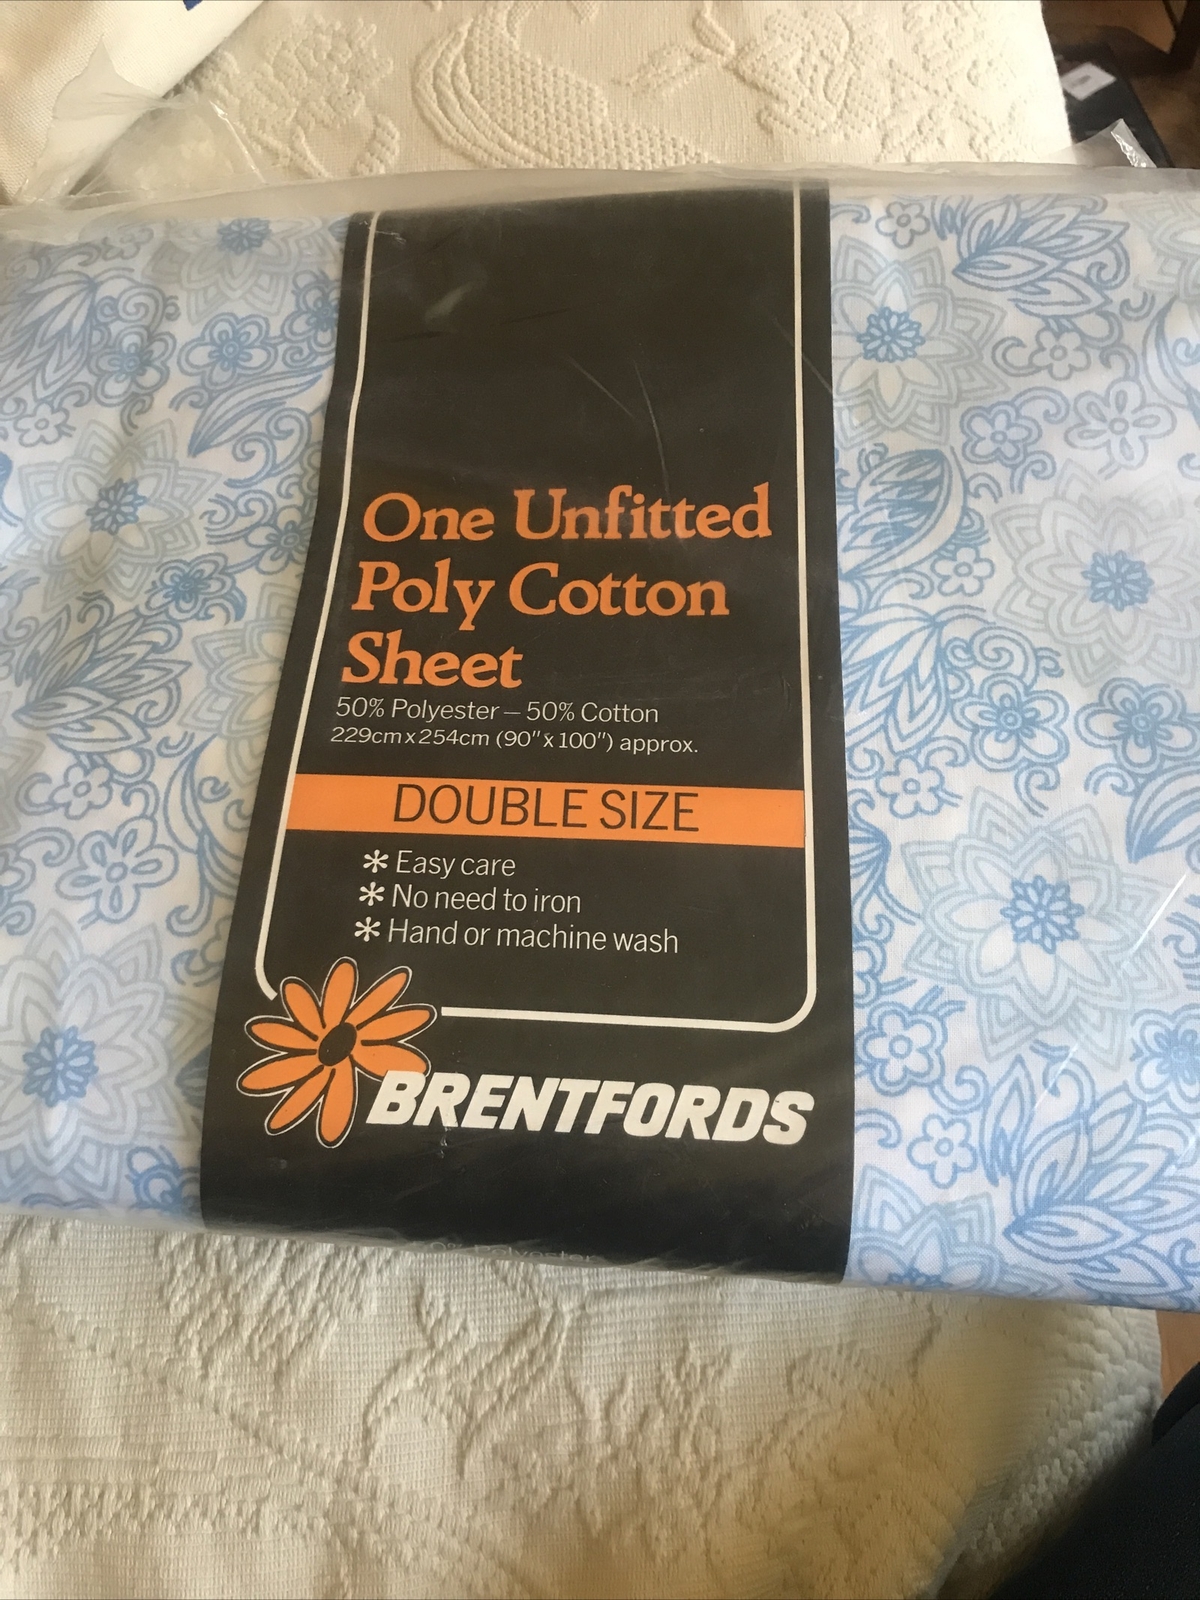 One Unfitted
Poly Cotton
Sheet
50% Polyester – 50% Cotton
229cm x 254cm (90" x 100") approx.
DOUBLE SIZE
* Easy care
* No need to iron
* Hand or machine wash
BRENTFORDS
Polyester